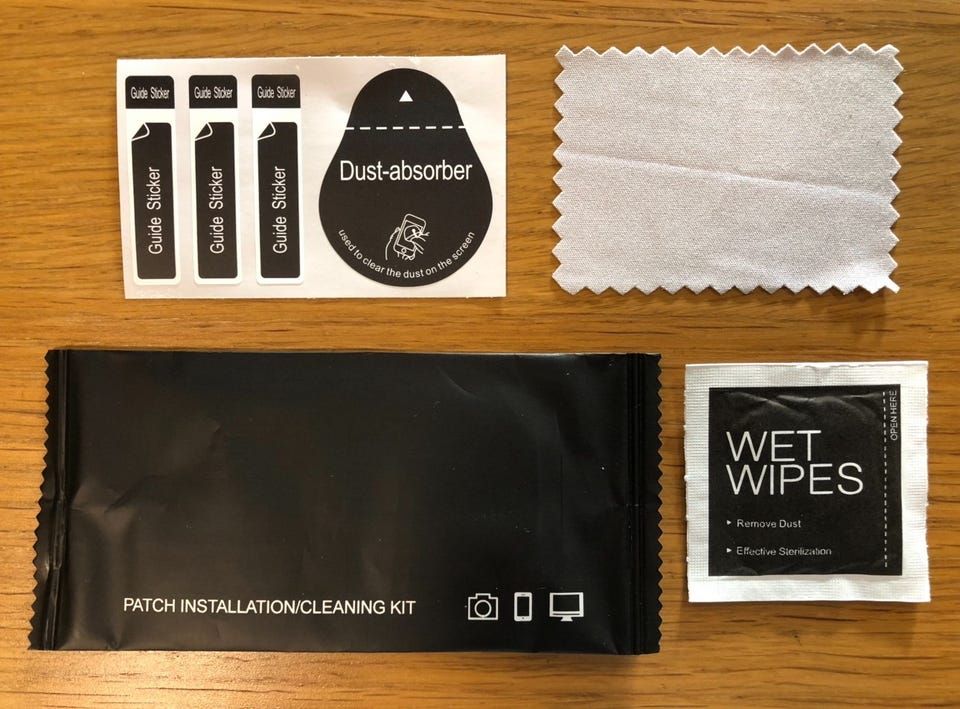 Guide Sticker
Guide Sticker
Guide Sticker
Guide Sticker
Guide Sticker
Guide Sticker
Dust-absorber
used to clear the dust on the screen
PATCH INSTALLATION/CLEANING KIT
WET
WIPES
Remove Dust
Effective Sterilization
OPEN HERE